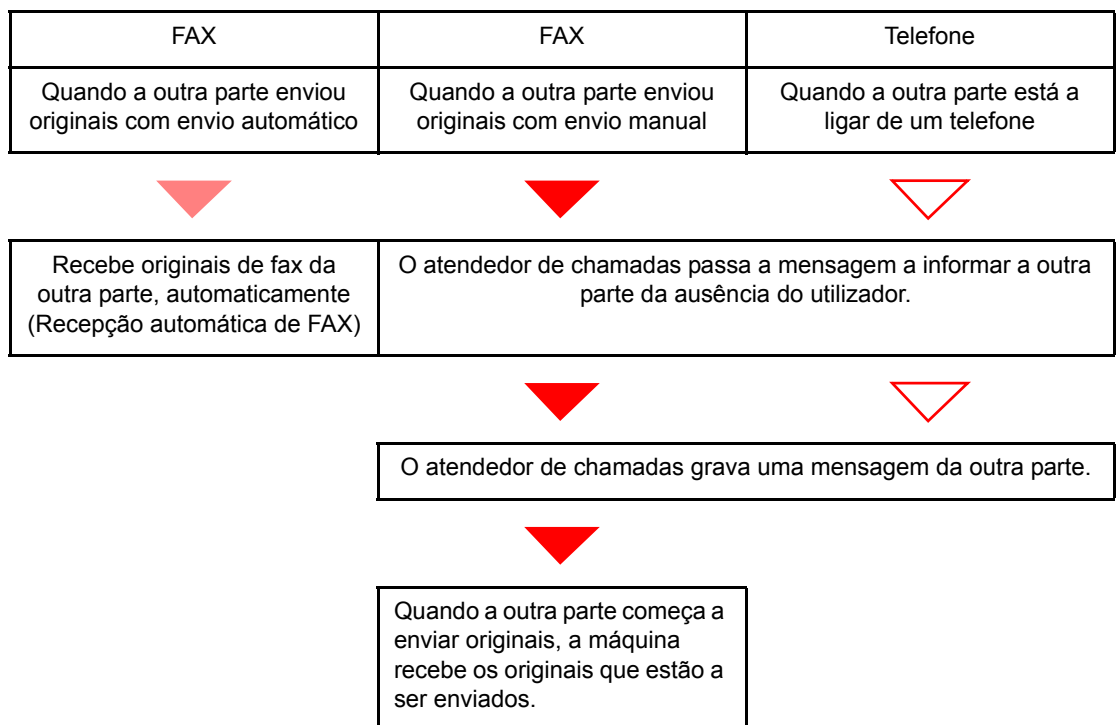 FAX
FAX
Telefone
Quando a outra parte enviou
originais com envio automático
Quando a outra parte enviou
originais com envio manual
Quando a outra parte está a
ligar de um telefone
Recebe originais de fax da
outra parte, automaticamente
(Recepção automática de FAX)
O atendedor de chamadas passa a mensagem a informar a outra
parte da ausência do utilizador.
O atendedor de chamadas grava uma mensagem da outra parte.
Quando a outra parte começa a
enviar originais, a máquina
recebe os originais que estão a
ser enviados.